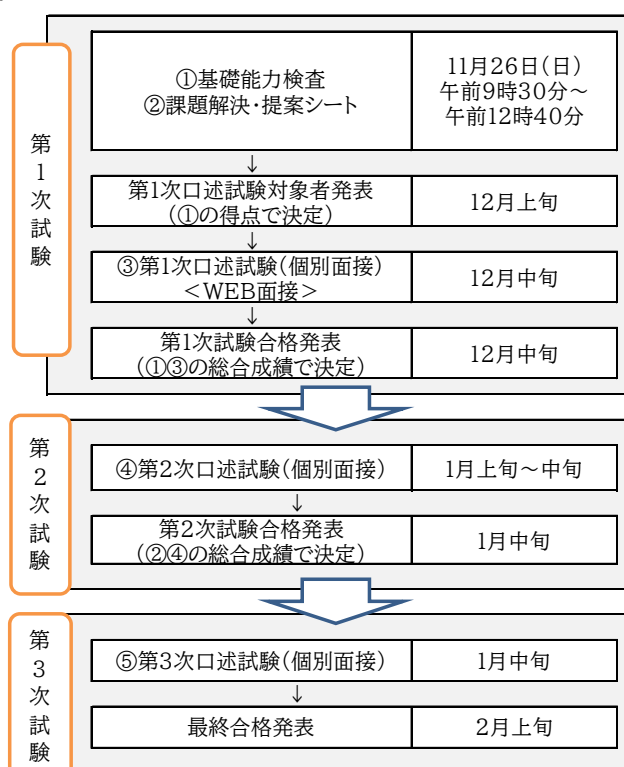 第1次試験
①基礎能力検査
②課題解決・提案シート
11月26日(日)
午前9時30分～
午前12時40分
↓
第1次口述試験対象者発表
(①の得点で決定)
12月上旬
↓
③第1次口述試験(個別面接)
＜WEB面接＞
12月中旬
↓
第1次試験合格発表
(①③の総合成績で決定)
12月中旬
第2次試験
④第2次口述試験(個別面接)
1月上旬～中旬
↓
第2次試験合格発表
(②④の総合成績で決定)
1月中旬
第3次試験
⑤第3次口述試験(個別面接)
1月中旬
↓
最終合格発表
2月上旬